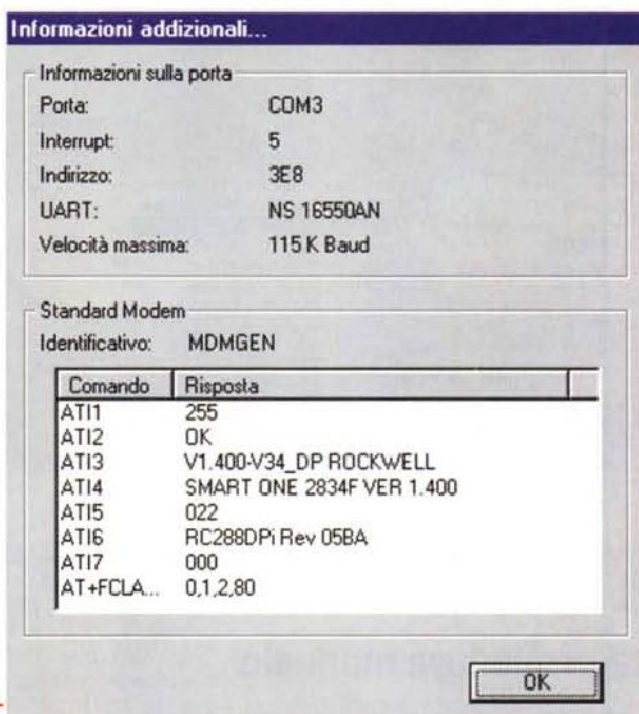 Informazioni addizionali...
Informazioni sulla porta
Porta: COM3
Interrupt: 5
Indirizzo: 3E8
UART: NS 16550AN
Velocità massima: 115 K Baud
Standard Modem
Identificativo: MDMGEN
Comando Risposta
ATI1 255
ATI2 OK
ATI3 V1.400-V34_DP ROCKWELL
ATI4 SMART ONE 2834F VER 1.400
ATI5 022
ATI6 RC288DPi Rev 05BA
ATI7 000
AT+FCLA... 0,1,2,80
OK